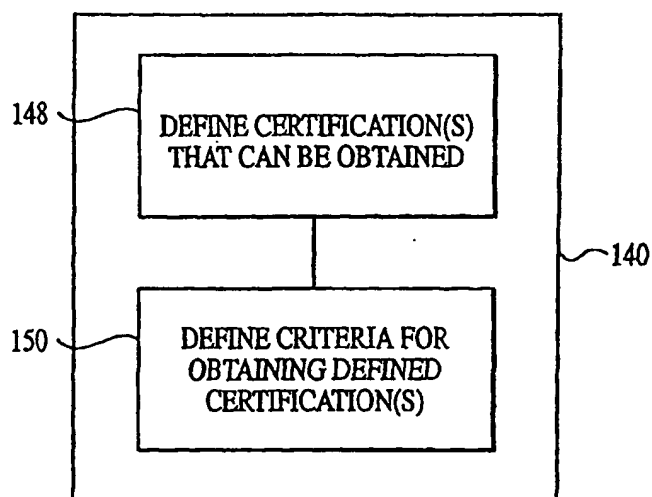 148
DEFINE CERTIFICATION(S)
THAT CAN BE OBTAINED
140
150
DEFINE CRITERIA FOR
OBTAINING DEFINED
CERTIFICATION(S)